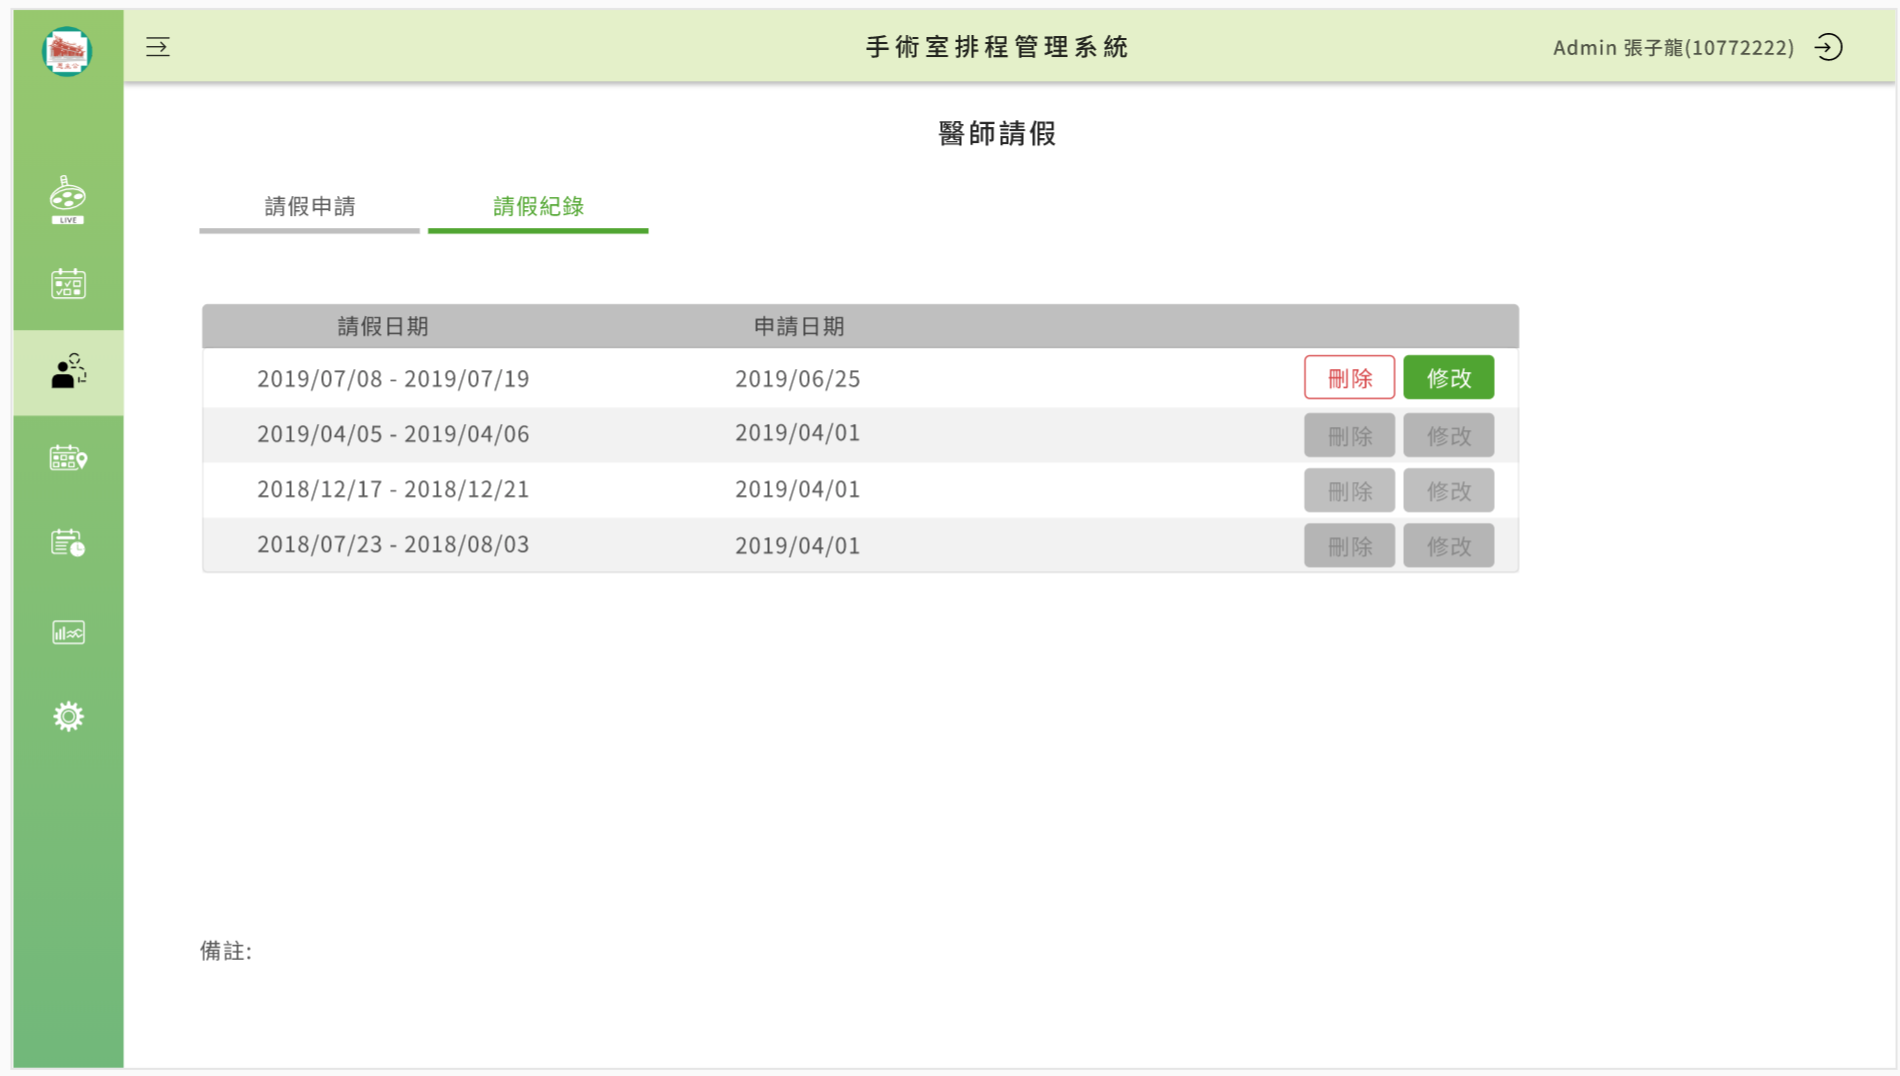 手術室排程管理系統
Admin 張子龍(10772222)
恩主公
醫師請假
LIVE
請假申請 請假紀錄
請假日期 申請日期
2019/07/08 - 2019/07/19 2019/06/25 刪除 修改
2019/04/05 - 2019/04/06 2019/04/01 刪除 修改
2018/12/17 - 2018/12/21 2019/04/01 刪除 修改
2018/07/23 - 2018/08/03 2019/04/01 刪除 修改
備註: